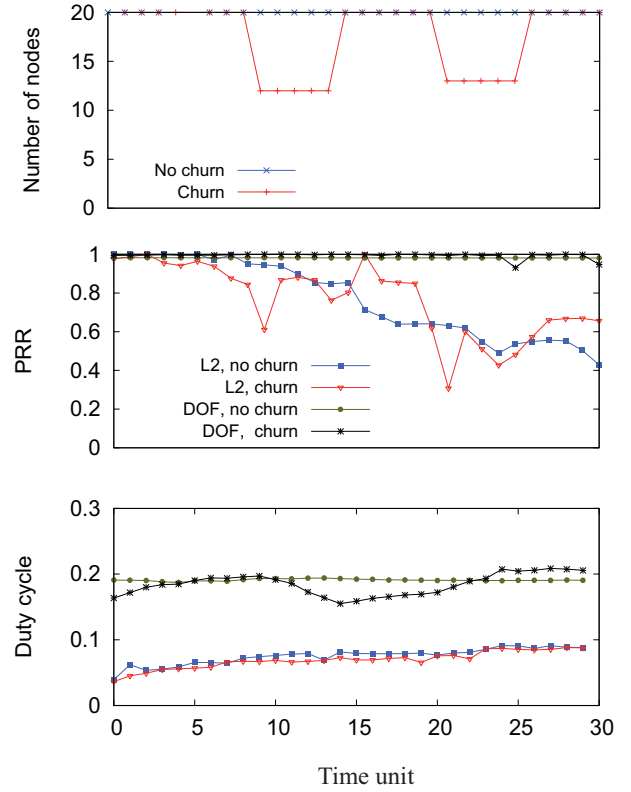 20
15
10
5
0
Number of nodes
No churn
Churn
1
0.8
0.6
0.4
0.2
0
PRR
L2, no churn
L2, churn
DOF, no churn
DOF, churn
0.3
0.2
0.1
0
Duty cycle
0 5 10 15 20 25 30
Time unit